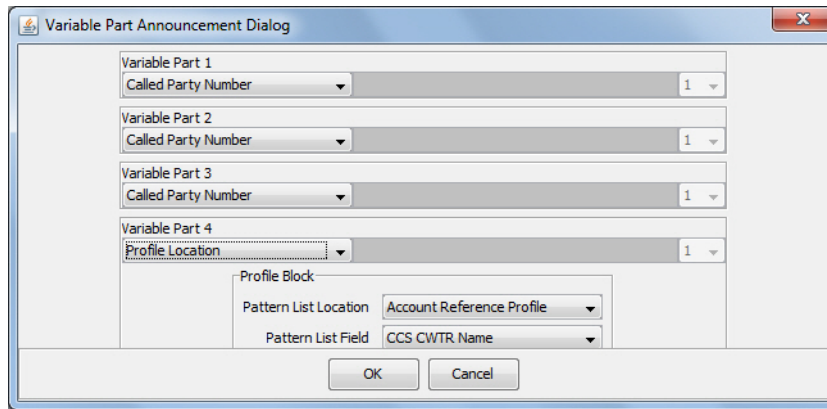 Variable Part Announcement Dialog
Variable Part 1
Called Party Number 1
Variable Part 2
Called Party Number 1
Variable Part 3
Called Party Number 1
Variable Part 4
Profile Location 1
Profile Block
Pattern List Location Account Reference Profile
Pattern List Field CCS CWTR Name
OK Cancel